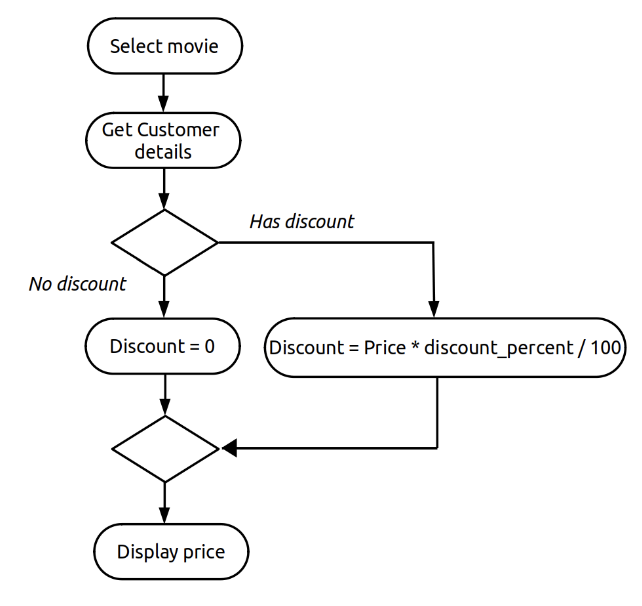 Select movie
Get Customer
details
Has discount
No discount
Discount = 0
Discount = Price * discount_percent / 100
Display price